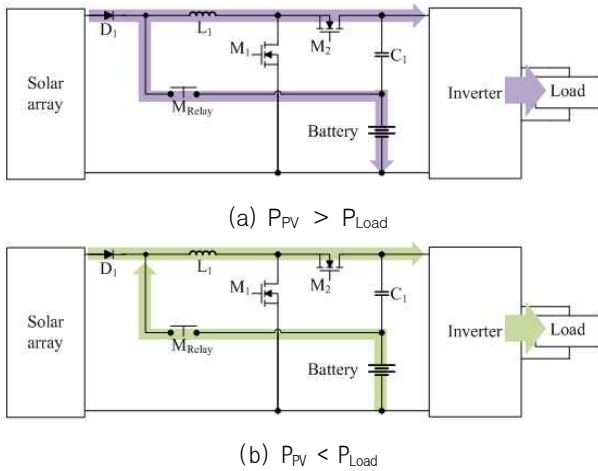 D1
L1
M1
M2
C1
Solar
array
MRelay
Battery
Inverter
Load
(a) PPV > PLoad
D1
L1
M1
M2
C1
Solar
array
MRelay
Battery
Inverter
Load
(b) PPV < PLoad